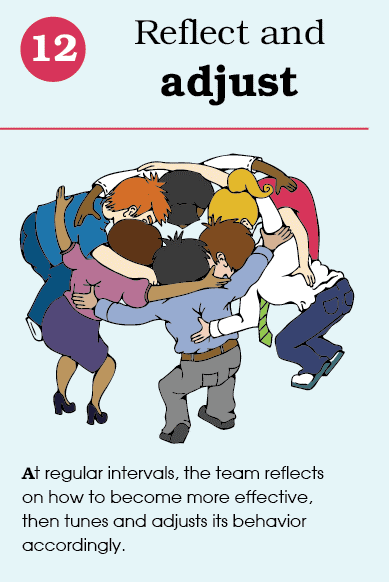 12
Reflect and
adjust
At regular intervals, the team reflects
on how to become more effective,
then tunes and adjusts its behavior
accordingly.